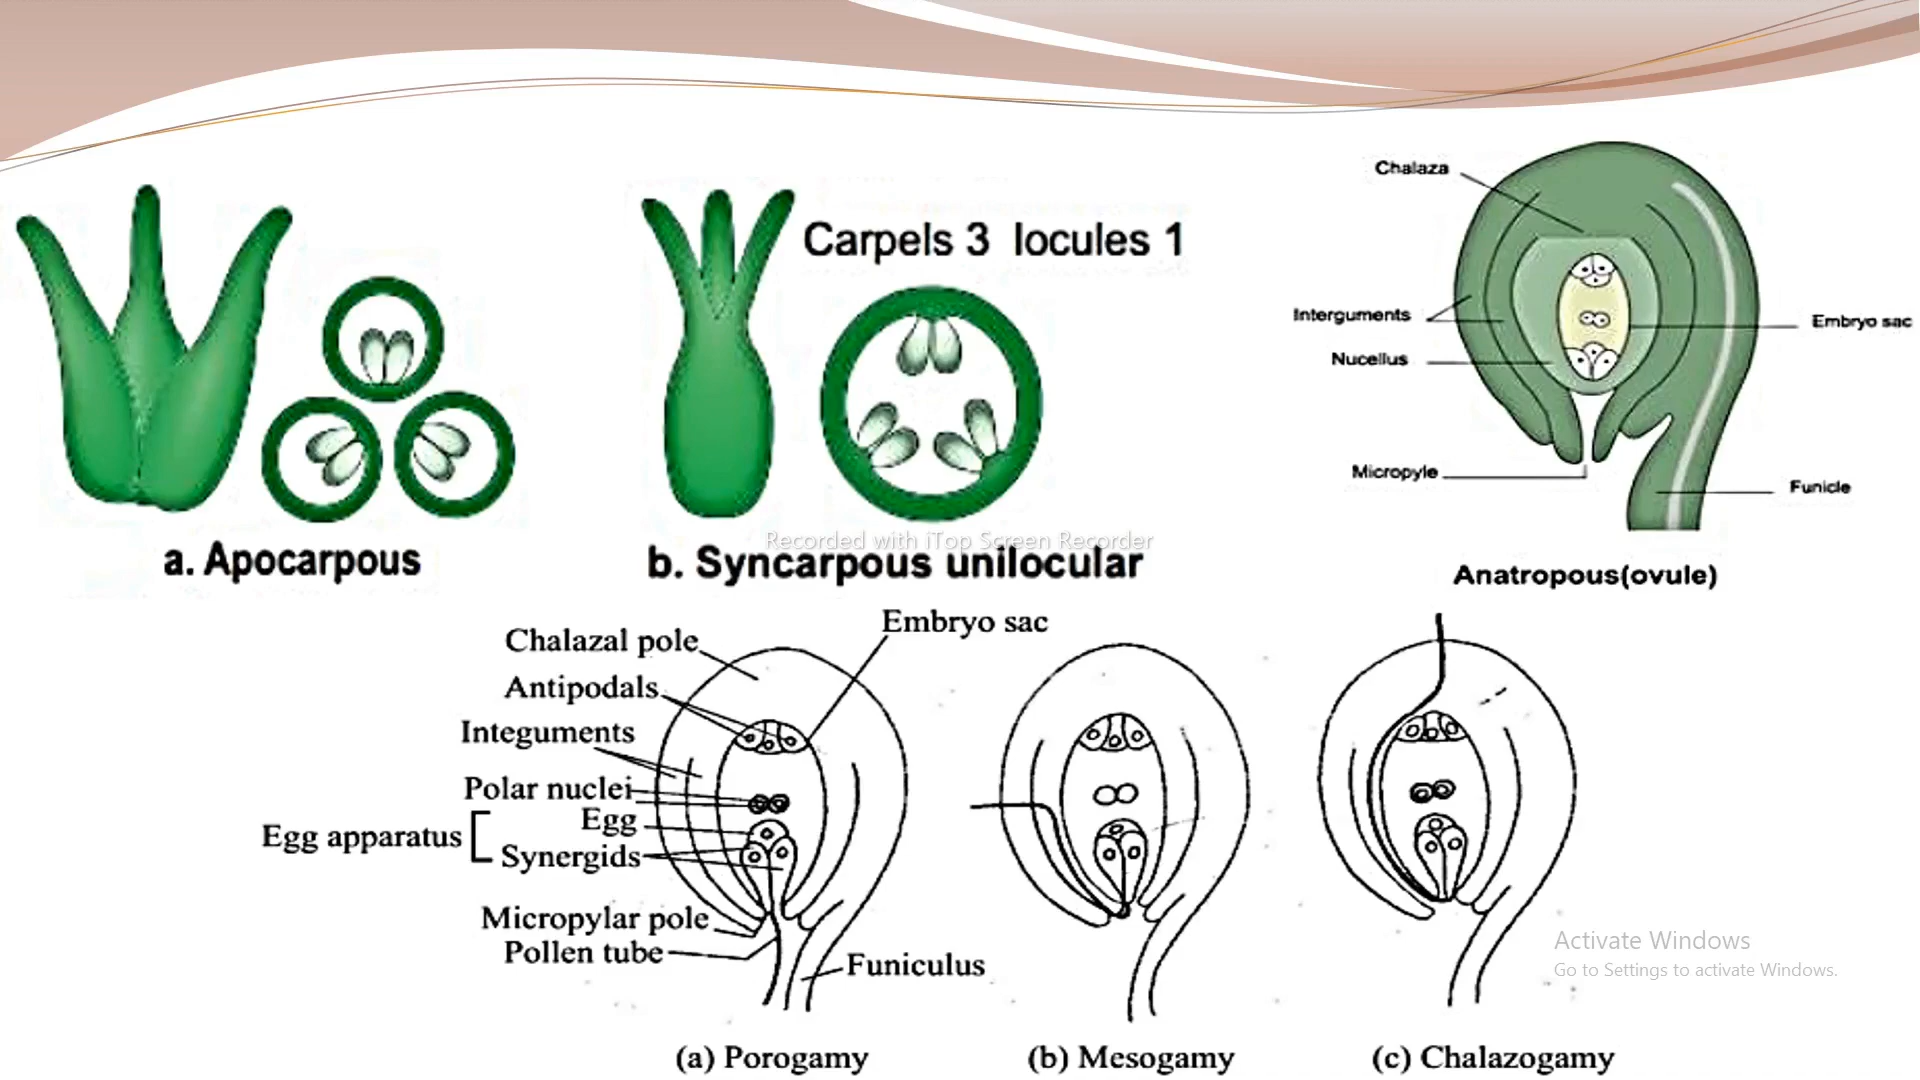 Chalaza
Carpels 3 locules 1
Interguments
Embryo sac
Nucellus
Micropyle
Funicle
Recorded with iTop Screen Recorder
a. Apocarpous
b. Syncarpous unilocular
Anatropous(ovule)
Embryo sac
Chalazal pole
Antipodals
Integuments
Polar nuclei
Egg
Egg apparatus
Synergids
Micropylar pole
Pollen tube
Funiculus
Activate Windows
Go to Settings to activate Windows.
(a) Porogamy
(b) Mesogamy
(c) Chalazogamy